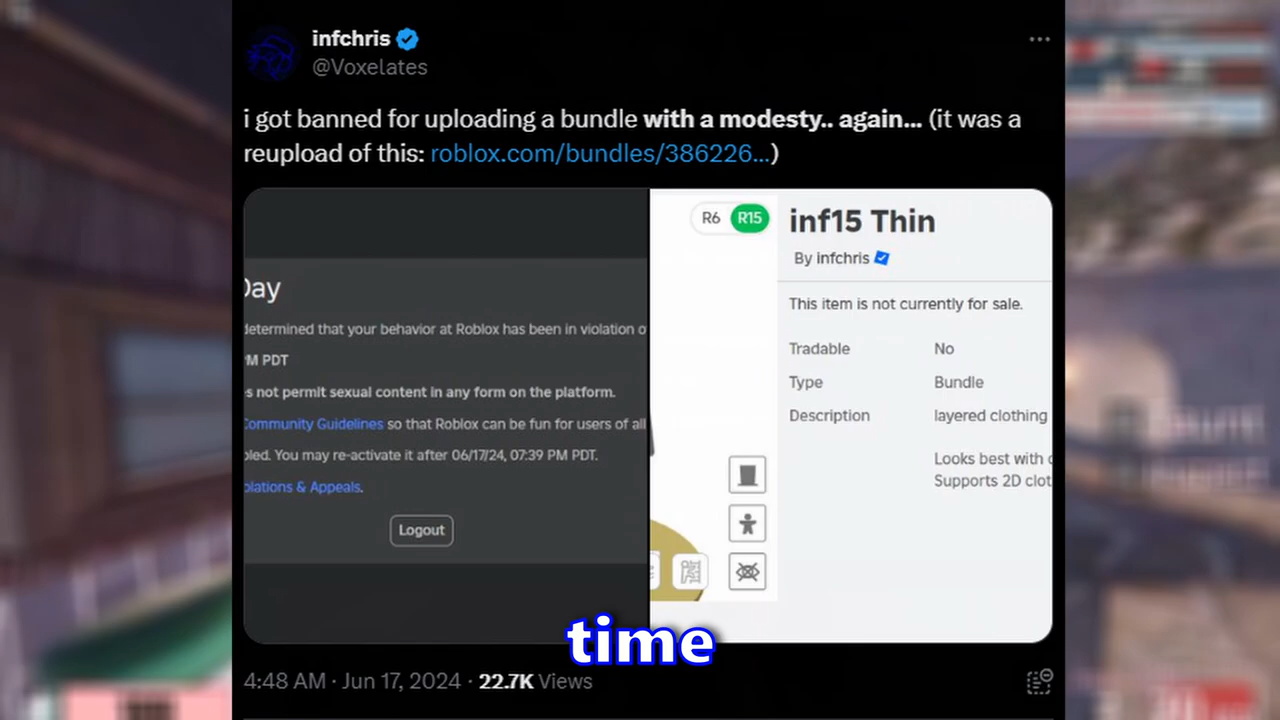 infchris
@Voxelates
i got banned for uploading a bundle with a modesty.. again... (it was a
reupload of this: roblox.com/bundles/386226...)
Day
determined that your behavior at Roblox has been in violation o
PM PDT
s not permit sexual content in any form on the platform.
Community Guidelines so that Roblox can be fun for users of all
bled. You may re-activate it after 06/17/24, 07:39 PM PDT.
olations & Appeals.
Logout
R6 R15
inf15 Thin
By infchris
This item is not currently for sale.
Tradable No
Type Bundle
Description layered clothing
Looks best with
Supports 2D clot
time
4:48 AM · Jun 17, 2024 · 22.7K Views